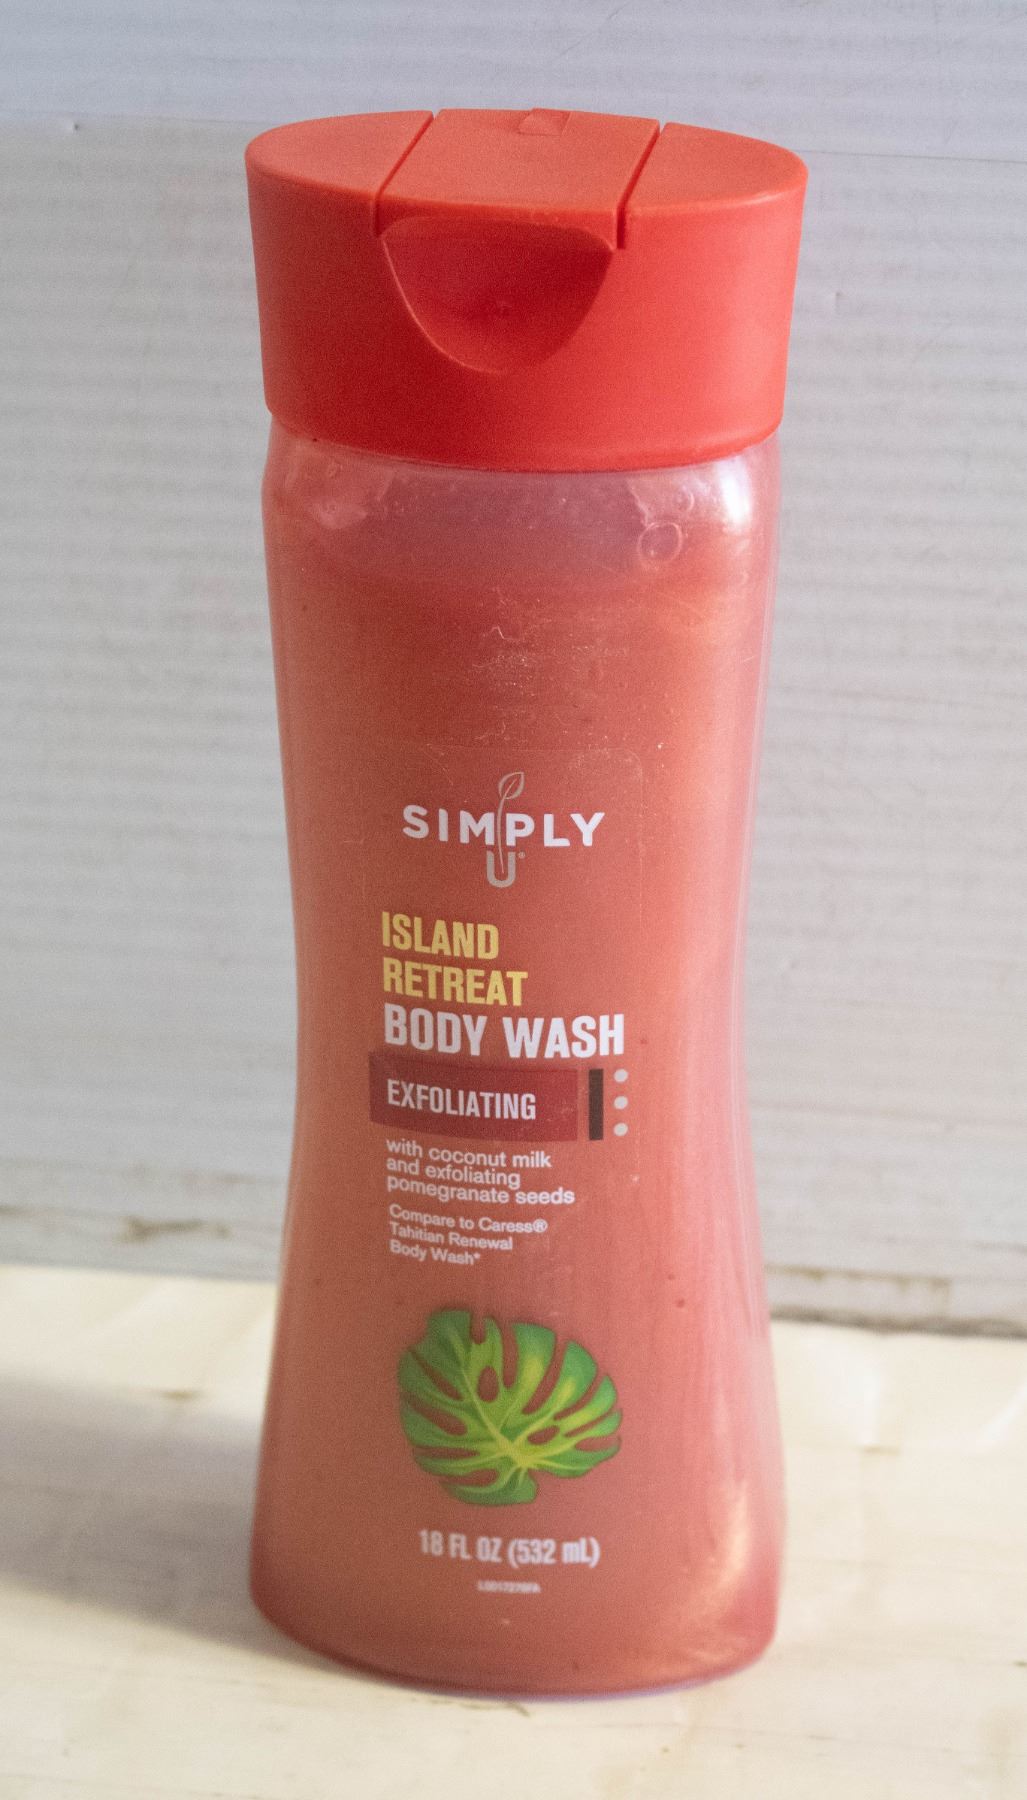 SIMPLY
U®
ISLAND
RETREAT
BODY WASH
EXFOLIATING
with coconut milk
and exfoliating
pomegranate seeds
Compare to Caress®
Tahitian Renewal
Body Wash*
18 FL OZ (532 mL)